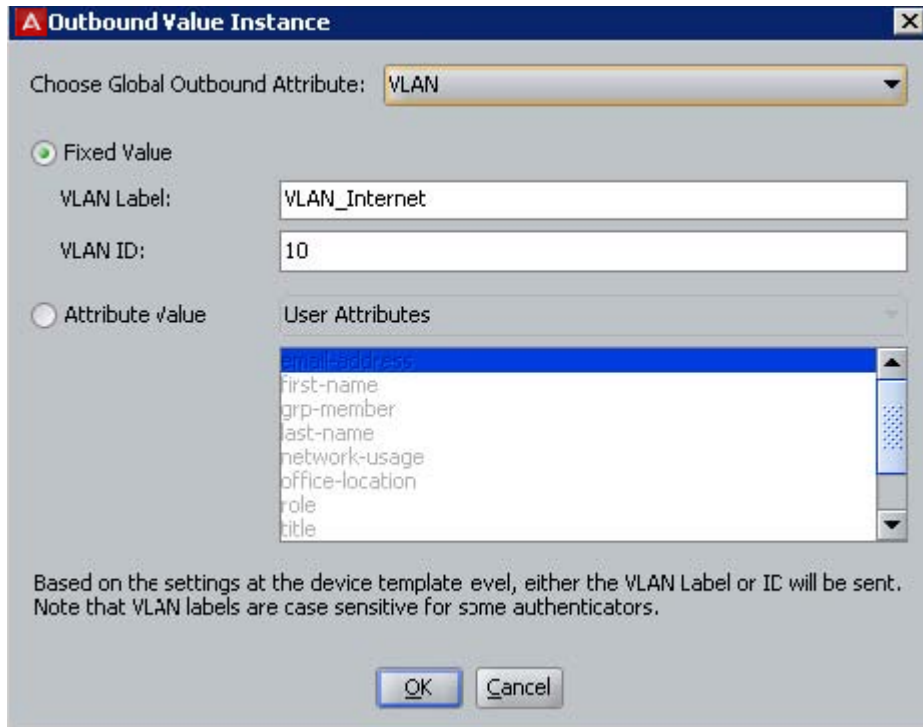 A Outbound Value Instance
Choose Global Outbound Attribute: VLAN
Fixed Value
VLAN Label: VLAN_Internet
VLAN ID: 10
Attribute Value User Attributes
email-address
first-name
grp-member
last-name
network-usage
office-location
role
title
Based on the settings at the device template level, either the VLAN Label or ID will be sent.
Note that VLAN labels are case sensitive for some authenticators.
OK Cancel